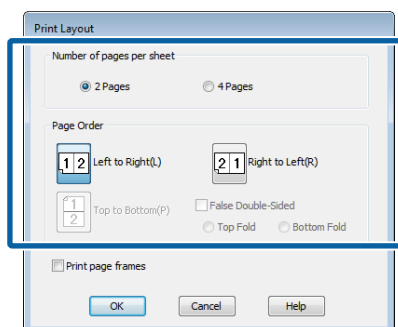 Print Layout
Number of pages per sheet
2 Pages 4 Pages
Page Order
1 2 Left to Right(L) 2 1 Right to Left(R)
1 2 Top to Bottom(P) False Double-Sided
Top Fold Bottom Fold
Print page frames
OK Cancel Help